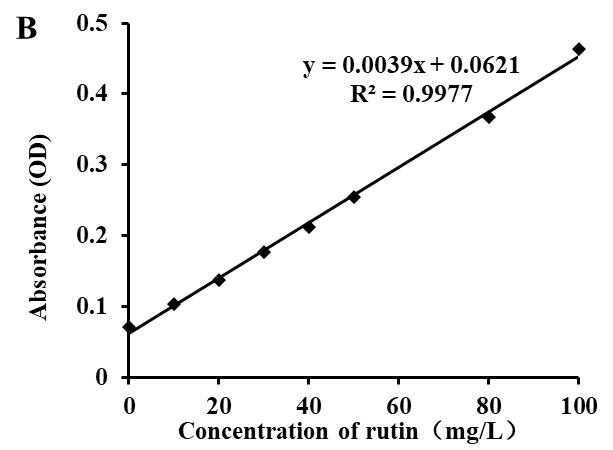 B
0.5
0.4
0.3
0.2
0.1
0
y = 0.0039x + 0.0621
R² = 0.9977
Absorbance (OD)
0 20 40 60 80 100
Concentration of rutin（mg/L）